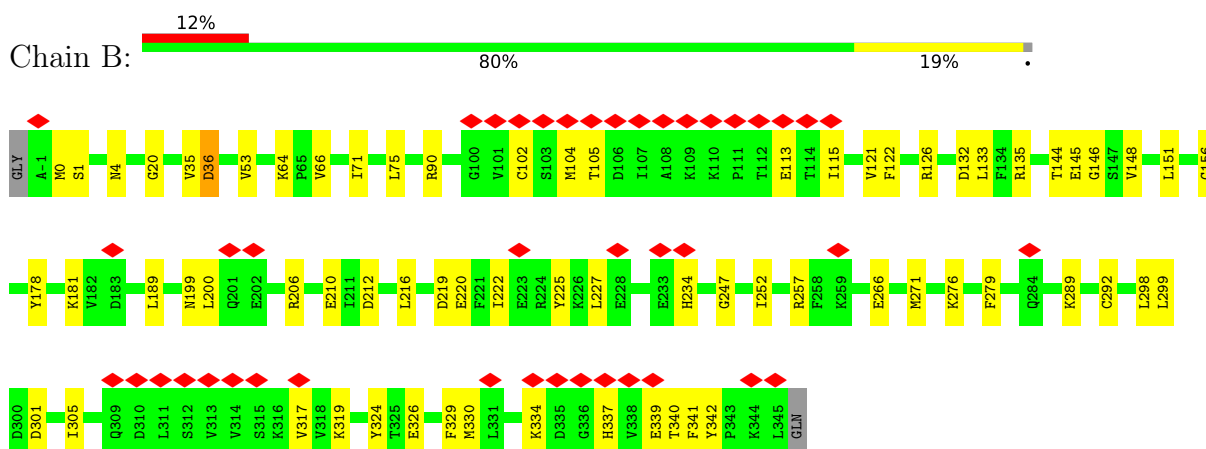 12%
Chain B:
80% 19% •
GLY A-1 M0 S1 N4 G20 V35 D36 V53 K64 P65 V66 I71 L75 R90 G100 V101 C102 S103 M104 T105 D106 I107 A108 K109 K110 P111 T112 E113 T114 I115 V121 F122 R126 D132 L133 F134 R135 T144 E145 G146 S147 V148 L151
Y178 K181 V182 D183 L189 N199 L200 Q201 E202 R206 E210 I211 D212 L216 D219 E220 F221 I222 E223 R224 Y225 K226 L227 E228 E233 H234 G247 I252 R257 F258 K259 E266 M271 K276 F279 Q284 K289 C292 L298 L299
D300 D301 I305 Q309 D310 L311 S312 V313 V314 S315 K316 V317 V318 K319 Y324 T325 E326 F329 M330 L331 K334 D335 G336 H337 V338 E339 T340 F341 Y342 P343 K344 L345 GLN